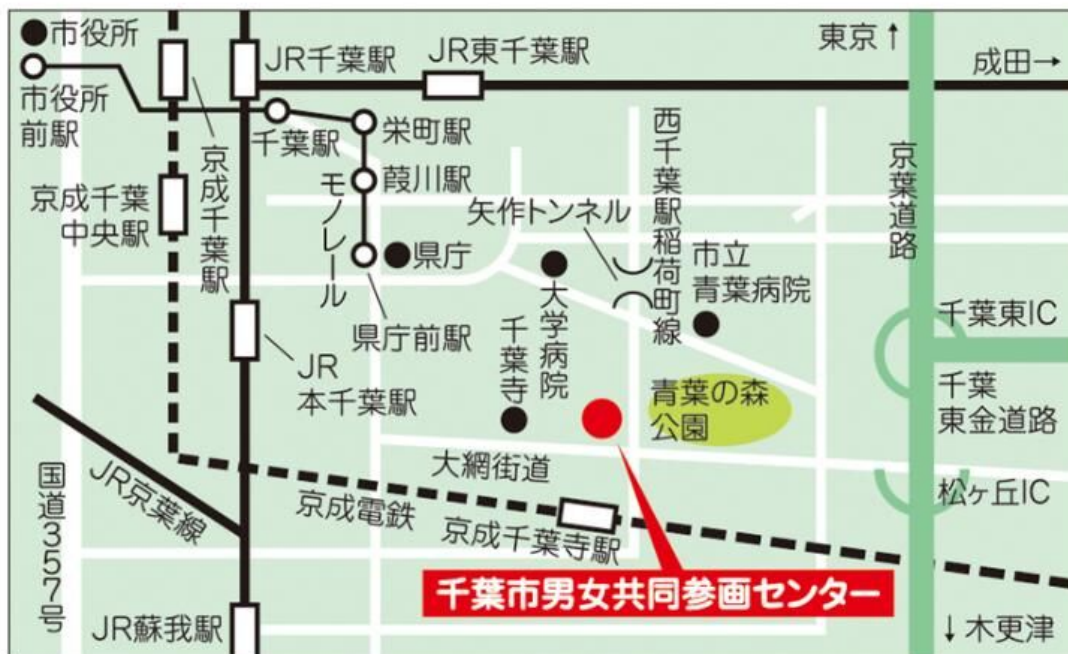 市役所
市役所
前駅
JR千葉駅
JR東千葉駅
東京↑
成田→
千葉駅
栄町駅
葭川駅
モノレール
県庁
県庁前駅
京成千葉駅
京成千葉
中央駅
JR
本千葉駅
矢作トンネル
西千葉駅稲荷町線
市立
青葉病院
大学病院
千葉寺
青葉の森
公園
京葉道路
千葉東IC
千葉
東金道路
松ヶ丘IC
大網街道
京成電鉄
京成千葉寺駅
JR京葉線
国道357号
JR蘇我駅
千葉市男女共同参画センター
↓木更津